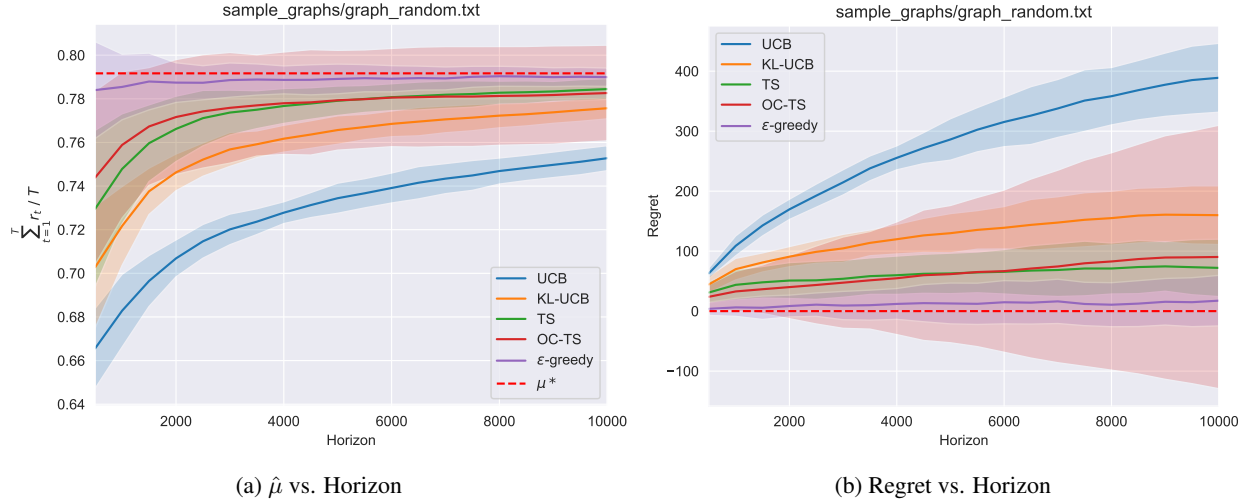 sample_graphs/graph_random.txt
0.80
0.78
0.76
0.74
0.72
0.70
0.68
0.66
0.64
∑_{t=1}^{T} r_t / T
UCB
KL-UCB
TS
OC-TS
ε-greedy
μ*
2000 4000 6000 8000 10000
Horizon
(a) μ̂ vs. Horizon
sample_graphs/graph_random.txt
UCB
KL-UCB
TS
OC-TS
ε-greedy
400
300
200
100
0
−100
Regret
2000 4000 6000 8000 10000
Horizon
(b) Regret vs. Horizon